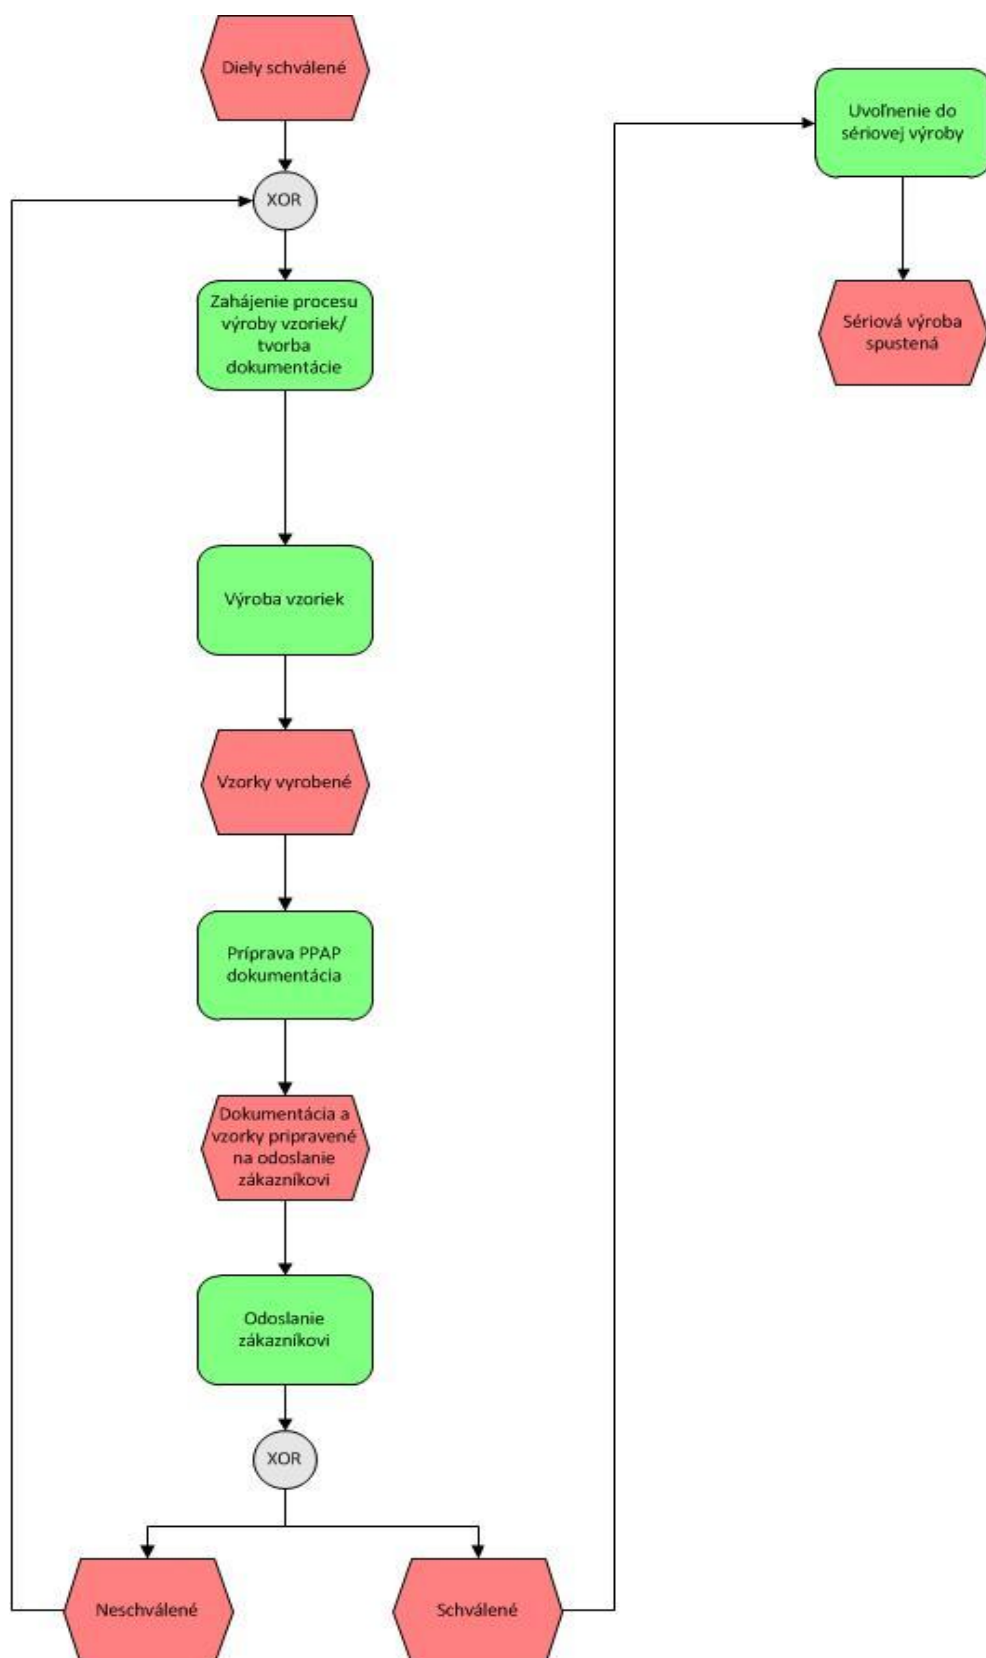 Diely schválené
XOR
Zahájenie procesu
výroby vzoriek/
tvorba
dokumentácie
Výroba vzoriek
Vzorky vyrobené
Príprava PPAP
dokumentácia
Dokumentácia a
vzorky pripravené
na odoslanie
zákazníkovi
Odoslanie
zákazníkovi
XOR
Neschválené
Schválené
Uvoľnenie do
sériovej výroby
Sériová výroba
spustená